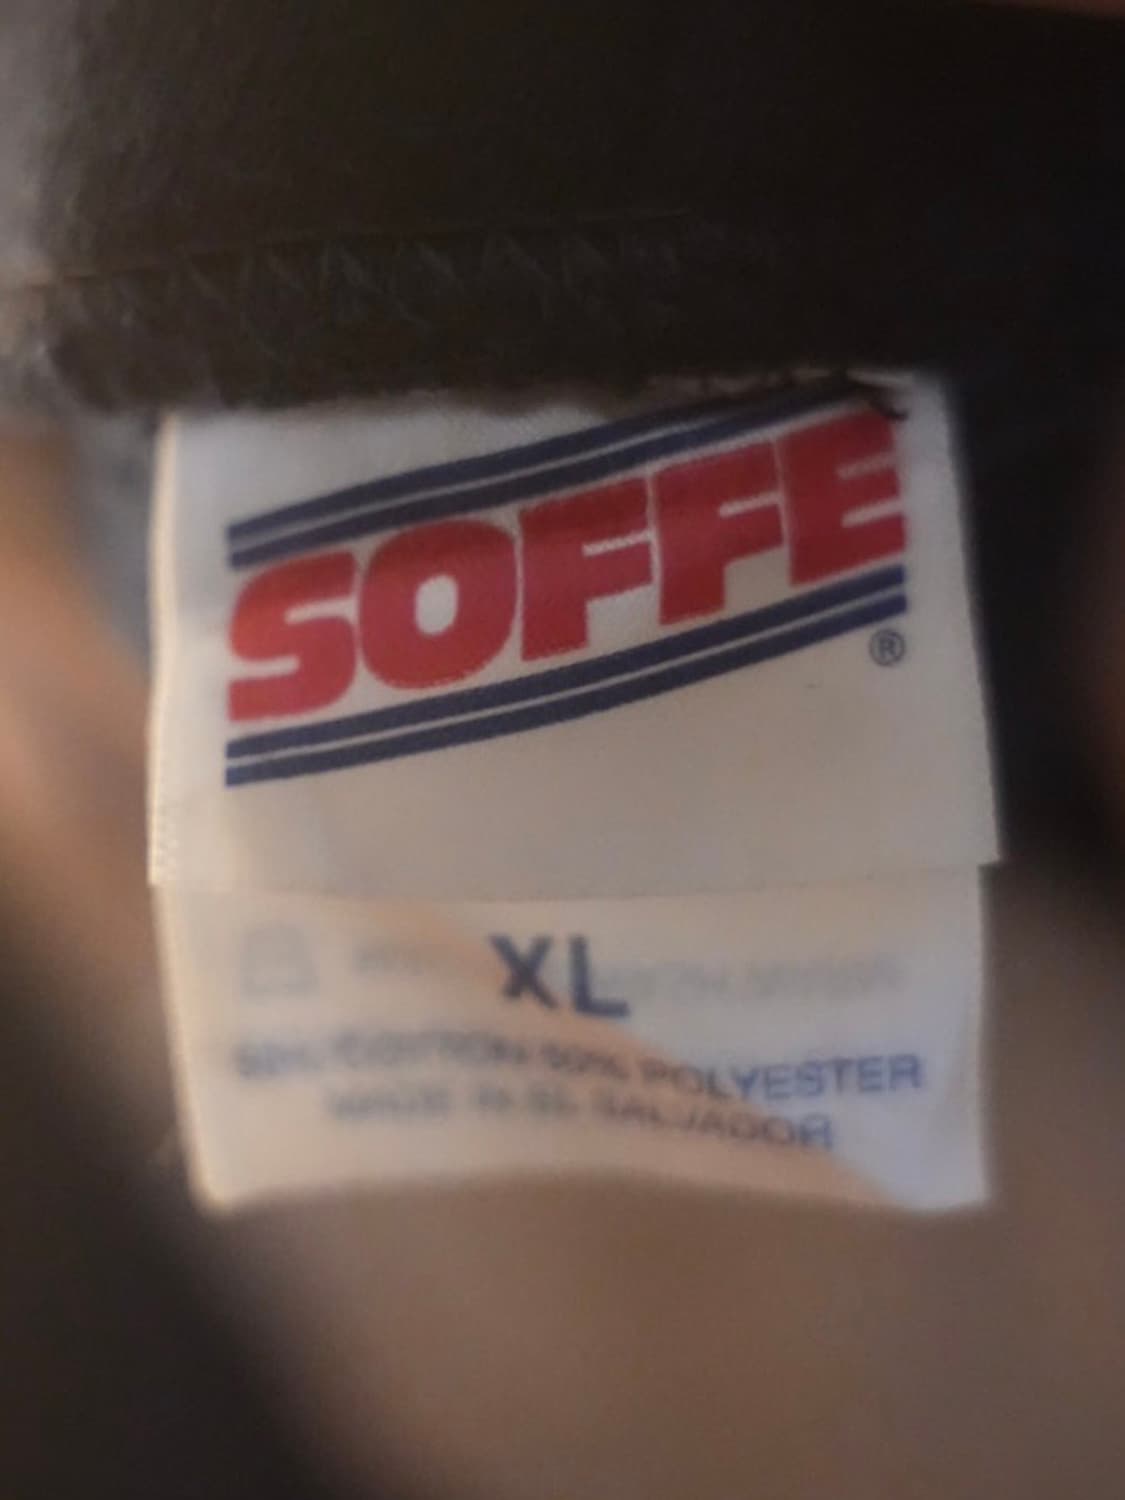 SOFFE
®
XL
50% COTTON 50% POLYESTER
MADE IN EL SALVADOR